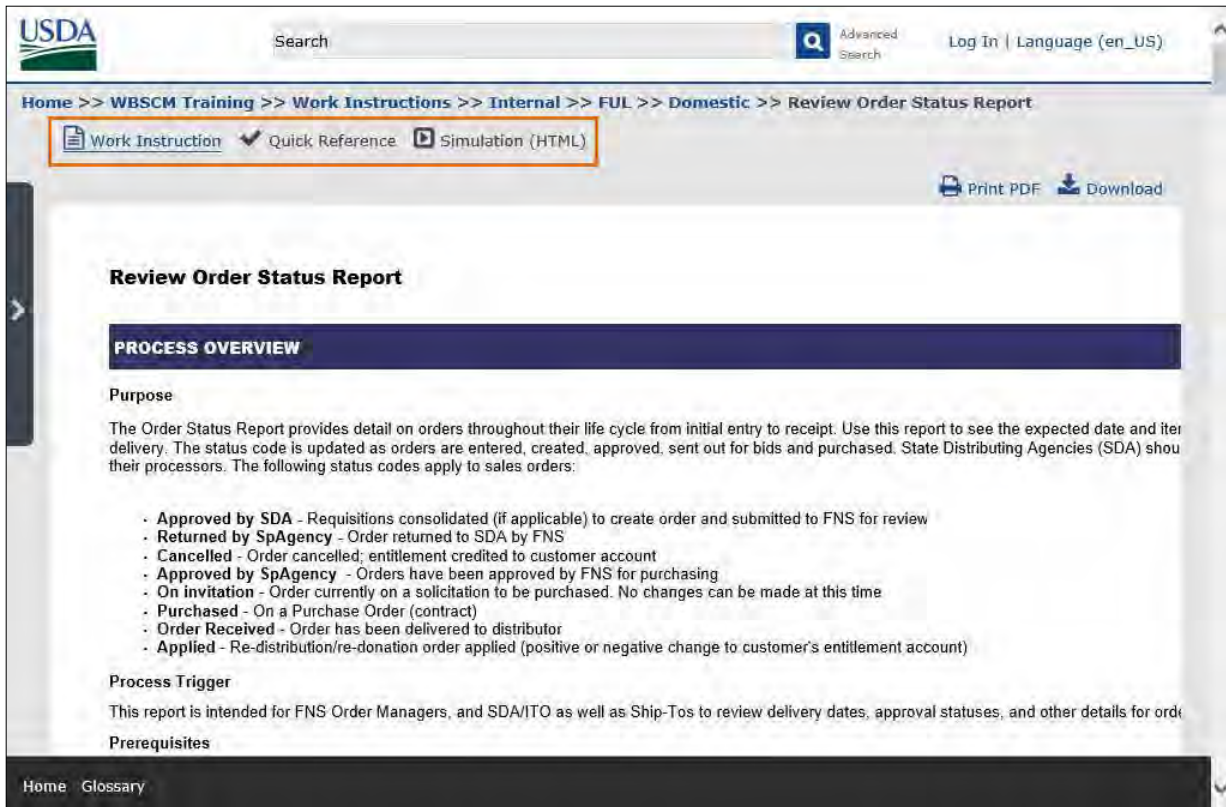 USDA
Search
Advanced
Search
Log In | Language (en_US)
Home >> WBSCM Training >> Work Instructions >> Internal >> FUL >> Domestic >> Review Order Status Report
Work Instruction Quick Reference Simulation (HTML)
Print PDF Download
Review Order Status Report
PROCESS OVERVIEW
Purpose
The Order Status Report provides detail on orders throughout their life cycle from initial entry to receipt. Use this report to see the expected date and
delivery. The status code is updated as orders are entered, created, approved, sent out for bids and purchased. State Distributing Agencies (SDA)
their processors. The following status codes apply to sales orders:
· Approved by SDA - Requisitions consolidated (if applicable) to create order and submitted to FNS for review
· Returned by SpAgency - Order returned to SDA by FNS
· Cancelled - Order cancelled; entitlement credited to customer account
· Approved by SpAgency - Orders have been approved by FNS for purchasing
· On invitation - Order currently on a solicitation to be purchased. No changes can be made at this time
· Purchased - On a Purchase Order (contract)
· Order Received - Order has been delivered to distributor
· Applied - Re-distribution/re-donation order applied (positive or negative change to customer's entitlement account)
Process Trigger
This report is intended for FNS Order Managers, and SDA/ITO as well as Ship-Tos to review delivery dates, approval statuses, and other details for
Prerequisites
Home Glossary